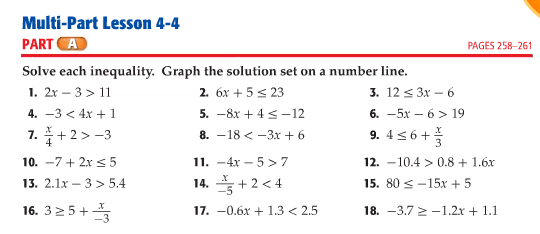 Multi-Part Lesson 4-4
PART A PAGES 258–261
Solve each inequality. Graph the solution set on a number line.
1. 2x − 3 > 11 2. 6x + 5 ≤ 23 3. 12 ≤ 3x − 6
4. −3 < 4x + 1 5. −8x + 4 ≤ −12 6. −5x − 6 > 19
7. x/4 + 2 > −3 8. −18 < −3x + 6 9. 4 ≤ 6 + x/3
10. −7 + 2x ≤ 5 11. −4x − 5 > 7 12. −10.4 > 0.8 + 1.6x
13. 2.1x − 3 > 5.4 14. x/−5 + 2 < 4 15. 80 ≤ −15x + 5
16. 3 ≥ 5 + x/−3 17. −0.6x + 1.3 < 2.5 18. −3.7 ≥ −1.2x + 1.1